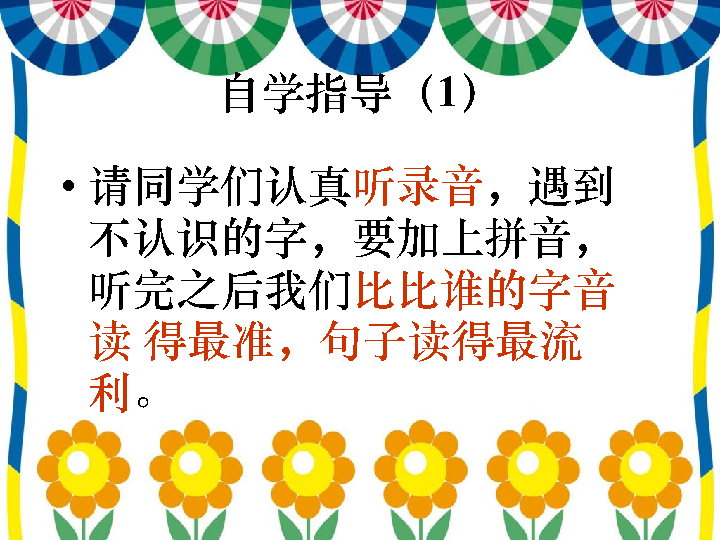 自学指导（1）
• 请同学们认真听录音，遇到
不认识的字，要加上拼音，
听完之后我们比比谁的字音
读 得最准，句子读得最流
利。